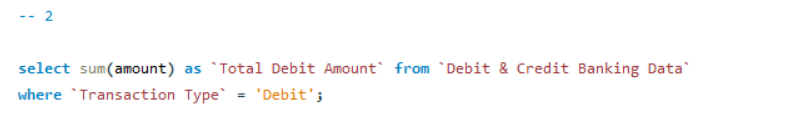 -- 2
select sum(amount) as `Total Debit Amount` from `Debit & Credit Banking Data`
where `Transaction Type` = 'Debit';